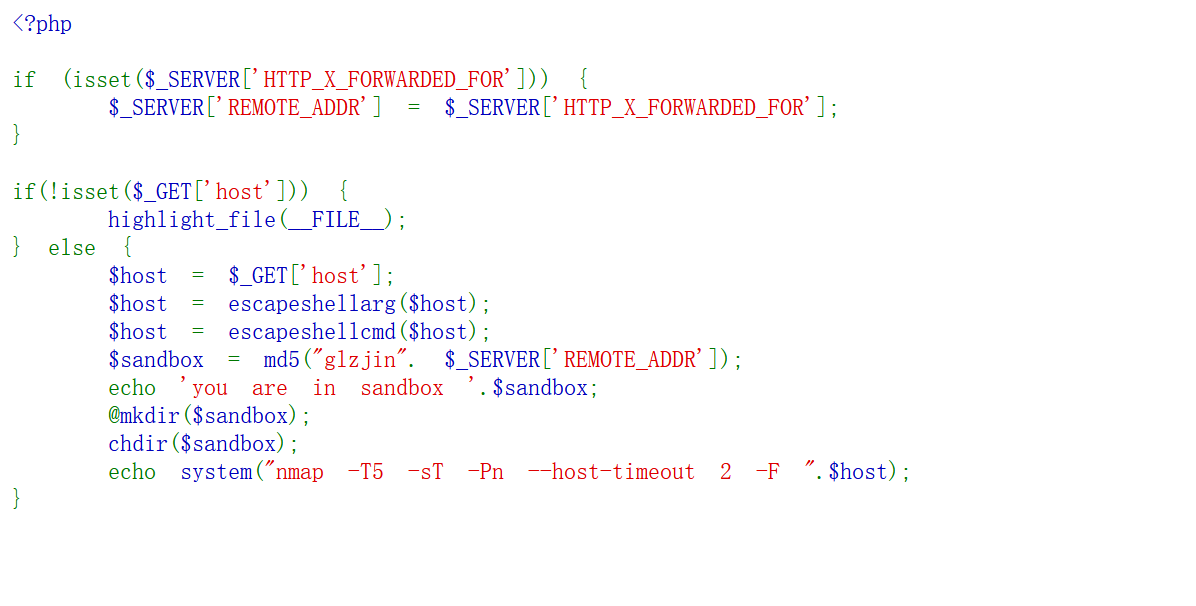 <?php
if (isset($_SERVER['HTTP_X_FORWARDED_FOR'])) {
$_SERVER['REMOTE_ADDR'] = $_SERVER['HTTP_X_FORWARDED_FOR'];
}
if(!isset($_GET['host'])) {
highlight_file(__FILE__);
} else {
$host = $_GET['host'];
$host = escapeshellarg($host);
$host = escapeshellcmd($host);
$sandbox = md5("glzjin". $_SERVER['REMOTE_ADDR']);
echo 'you are in sandbox '.$sandbox;
@mkdir($sandbox);
chdir($sandbox);
echo system("nmap -T5 -sT -Pn --host-timeout 2 -F ".$host);
}